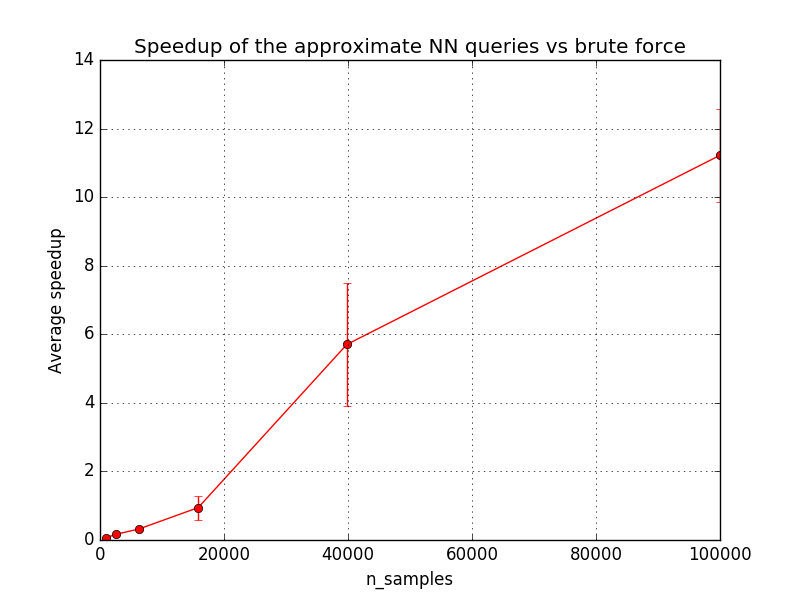 Speedup of the approximate NN queries vs brute force
14
12
10
8
6
4
2
0
Average speedup
0 20000 40000 60000 80000 100000
n_samples